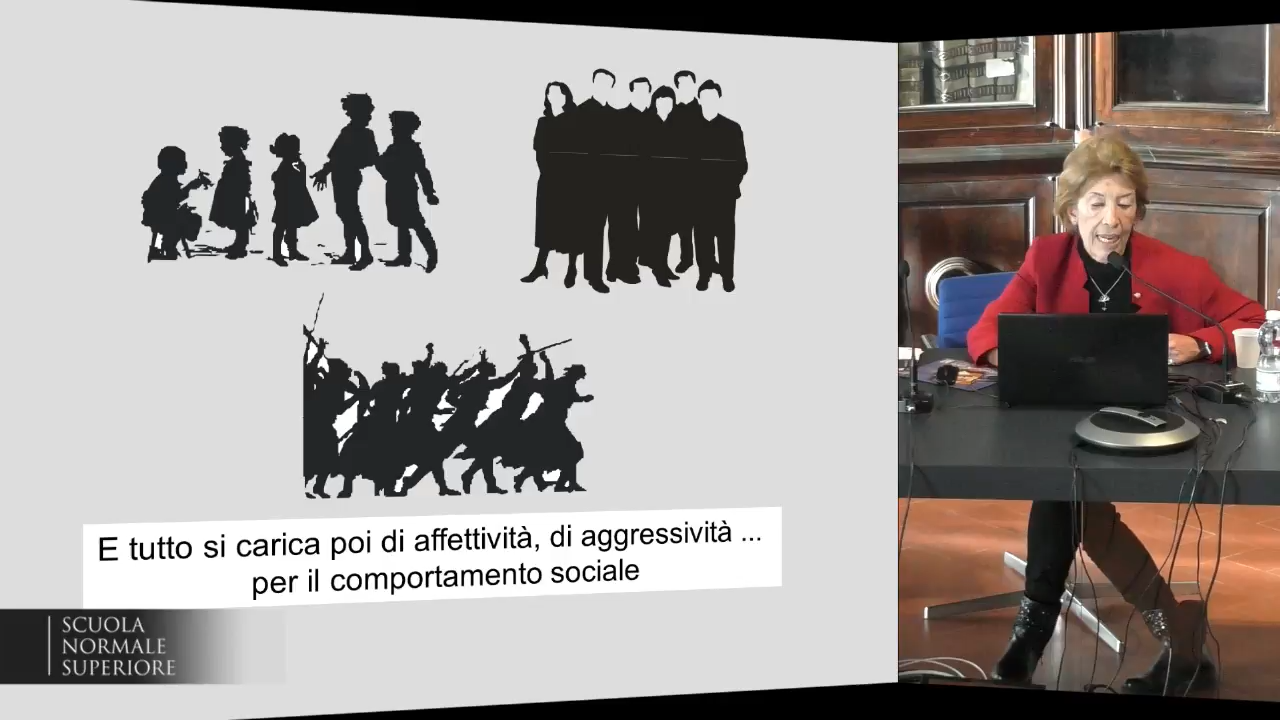 E tutto si carica poi di affettività, di aggressività ...
per il comportamento sociale
SCUOLA
NORMALE
SUPERIORE